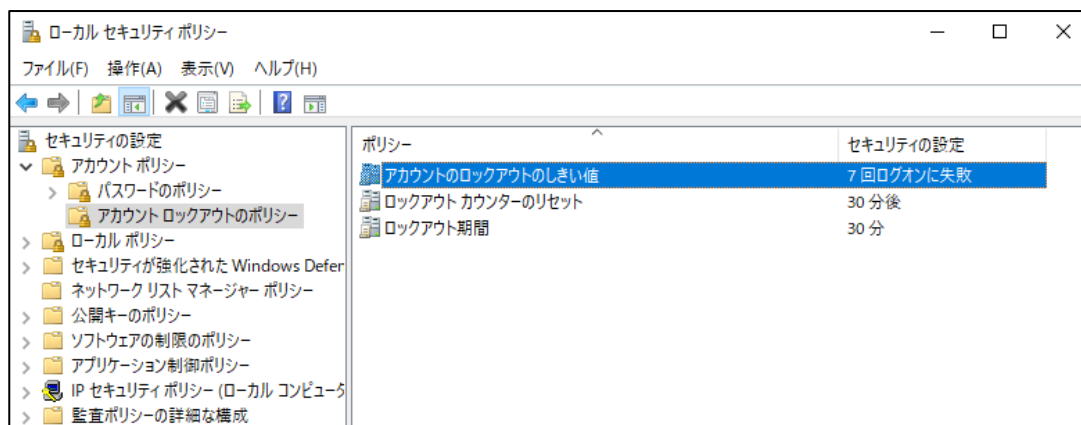 ローカル セキュリティ ポリシー
ファイル(F) 操作(A) 表示(V) ヘルプ(H)
セキュリティの設定
アカウント ポリシー
パスワードのポリシー
アカウント ロックアウトのポリシー
ローカル ポリシー
セキュリティが強化された Windows Defer
ネットワーク リスト マネージャー ポリシー
公開キーのポリシー
ソフトウェアの制限のポリシー
アプリケーション制御ポリシー
IP セキュリティ ポリシー (ローカル コンピュータ
監査ポリシーの詳細な構成
ポリシー セキュリティの設定
アカウントのロックアウトのしきい値 7 回ログオンに失敗
ロックアウト カウンターのリセット 30 分後
ロックアウト期間 30 分